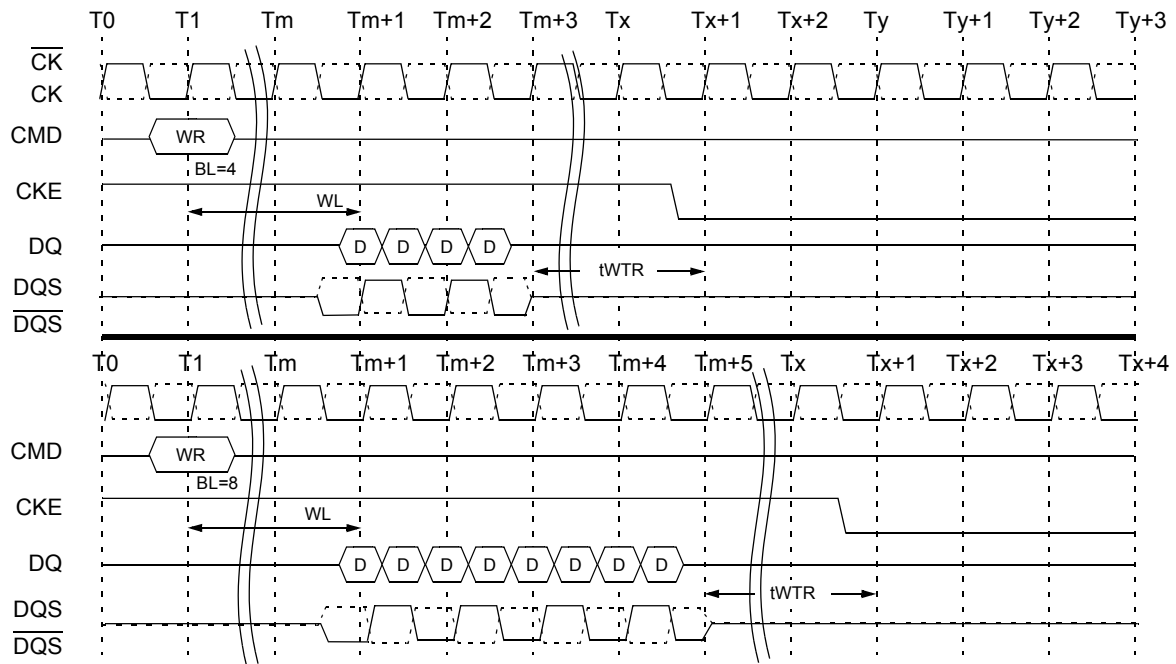 T0 T1 Tm Tm+1 Tm+2 Tm+3 Tx Tx+1 Tx+2 Ty Ty+1 Ty+2 Ty+3
CK
CK
CMD WR
BL=4
CKE
WL
DQ D D D D
tWTR
DQS
DQS
T0 T1 Tm Tm+1 Tm+2 Tm+3 Tm+4 Tm+5 Tx Tx+1 Tx+2 Tx+3 Tx+4
CMD WR
BL=8
CKE
WL
DQ D D D D D D D D
tWTR
DQS
DQS